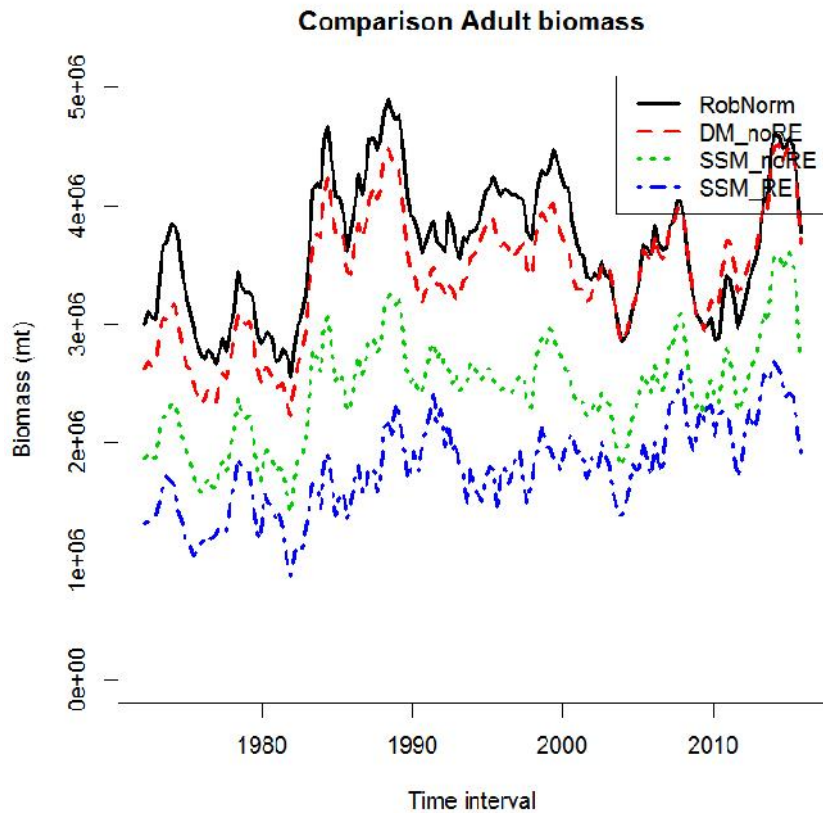 Comparison Adult biomass
5e+06
4e+06
3e+06
2e+06
1e+06
0e+00
Biomass (mt)
RobNorm
DM_noRE
SSM_noRE
SSM_RE
1980 1990 2000 2010
Time interval